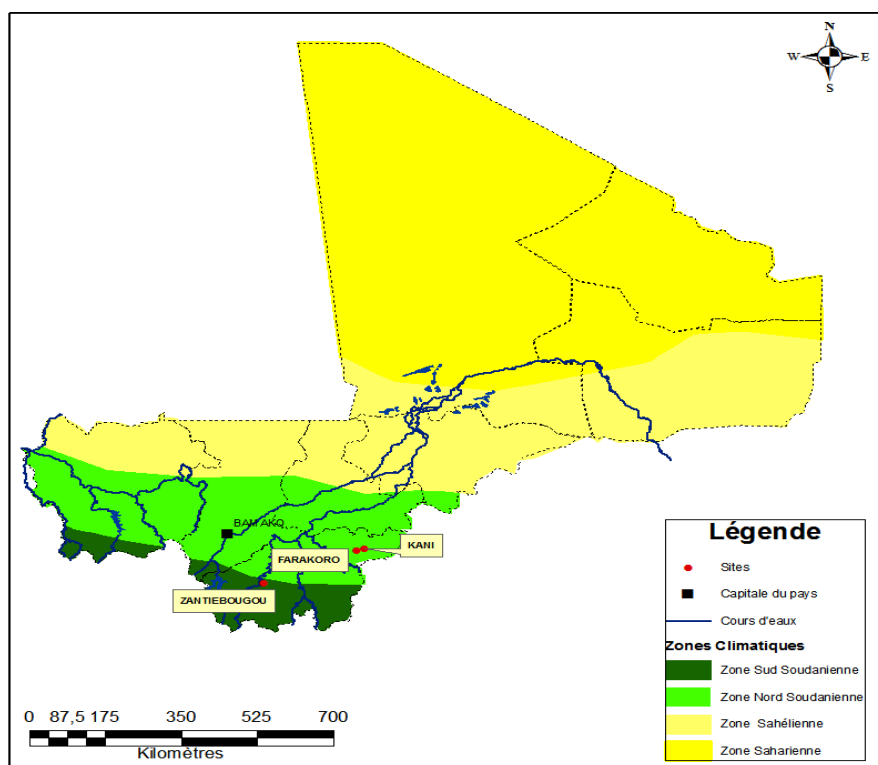 N
W E
S
BAMAKO
KANI
FARAKORO
ZANTIEBOUGOU
Légende
Sites
Capitale du pays
Cours d'eaux
Zones Climatiques
Zone Sud Soudanienne
Zone Nord Soudanienne
Zone Sahélienne
Zone Saharienne
0 87,5 175 350 525 700
Kilomètres